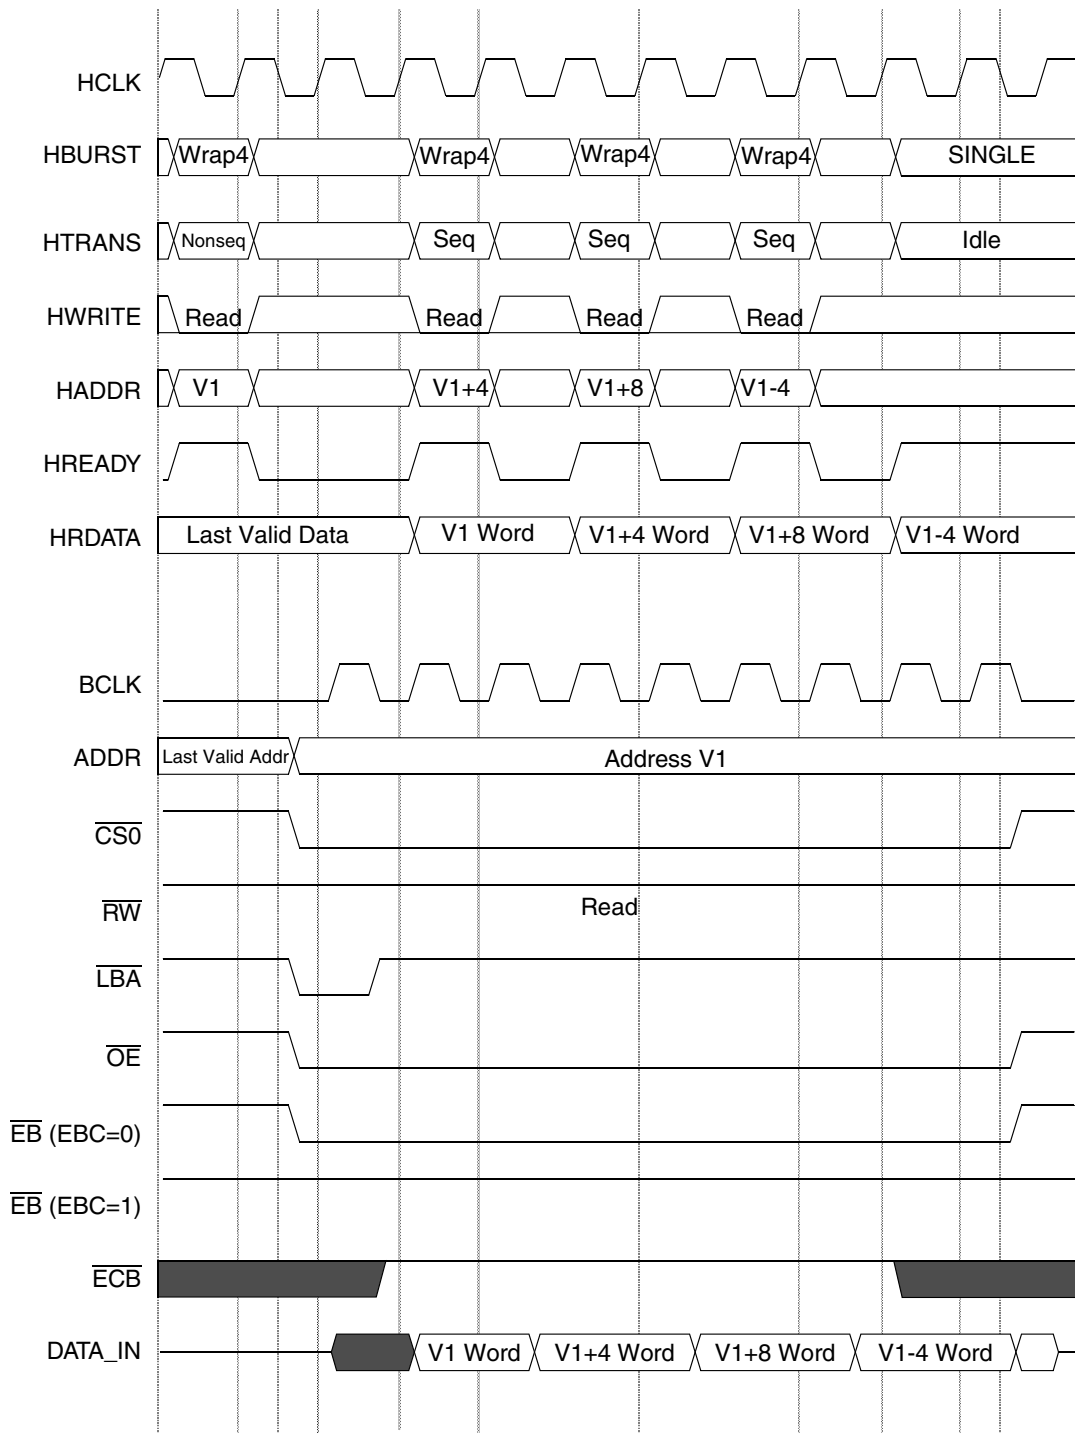 HCLK
HBURST Wrap4 Wrap4 Wrap4 Wrap4 SINGLE
HTRANS Nonseq Seq Seq Seq Idle
HWRITE Read Read Read Read
HADDR V1 V1+4 V1+8 V1-4
HREADY
HRDATA Last Valid Data V1 Word V1+4 Word V1+8 Word V1-4 Word
BCLK
ADDR Last Valid Addr Address V1
CS0
RW Read
LBA
OE
EB (EBC=0)
EB (EBC=1)
ECB
DATA_IN V1 Word V1+4 Word V1+8 Word V1-4 Word